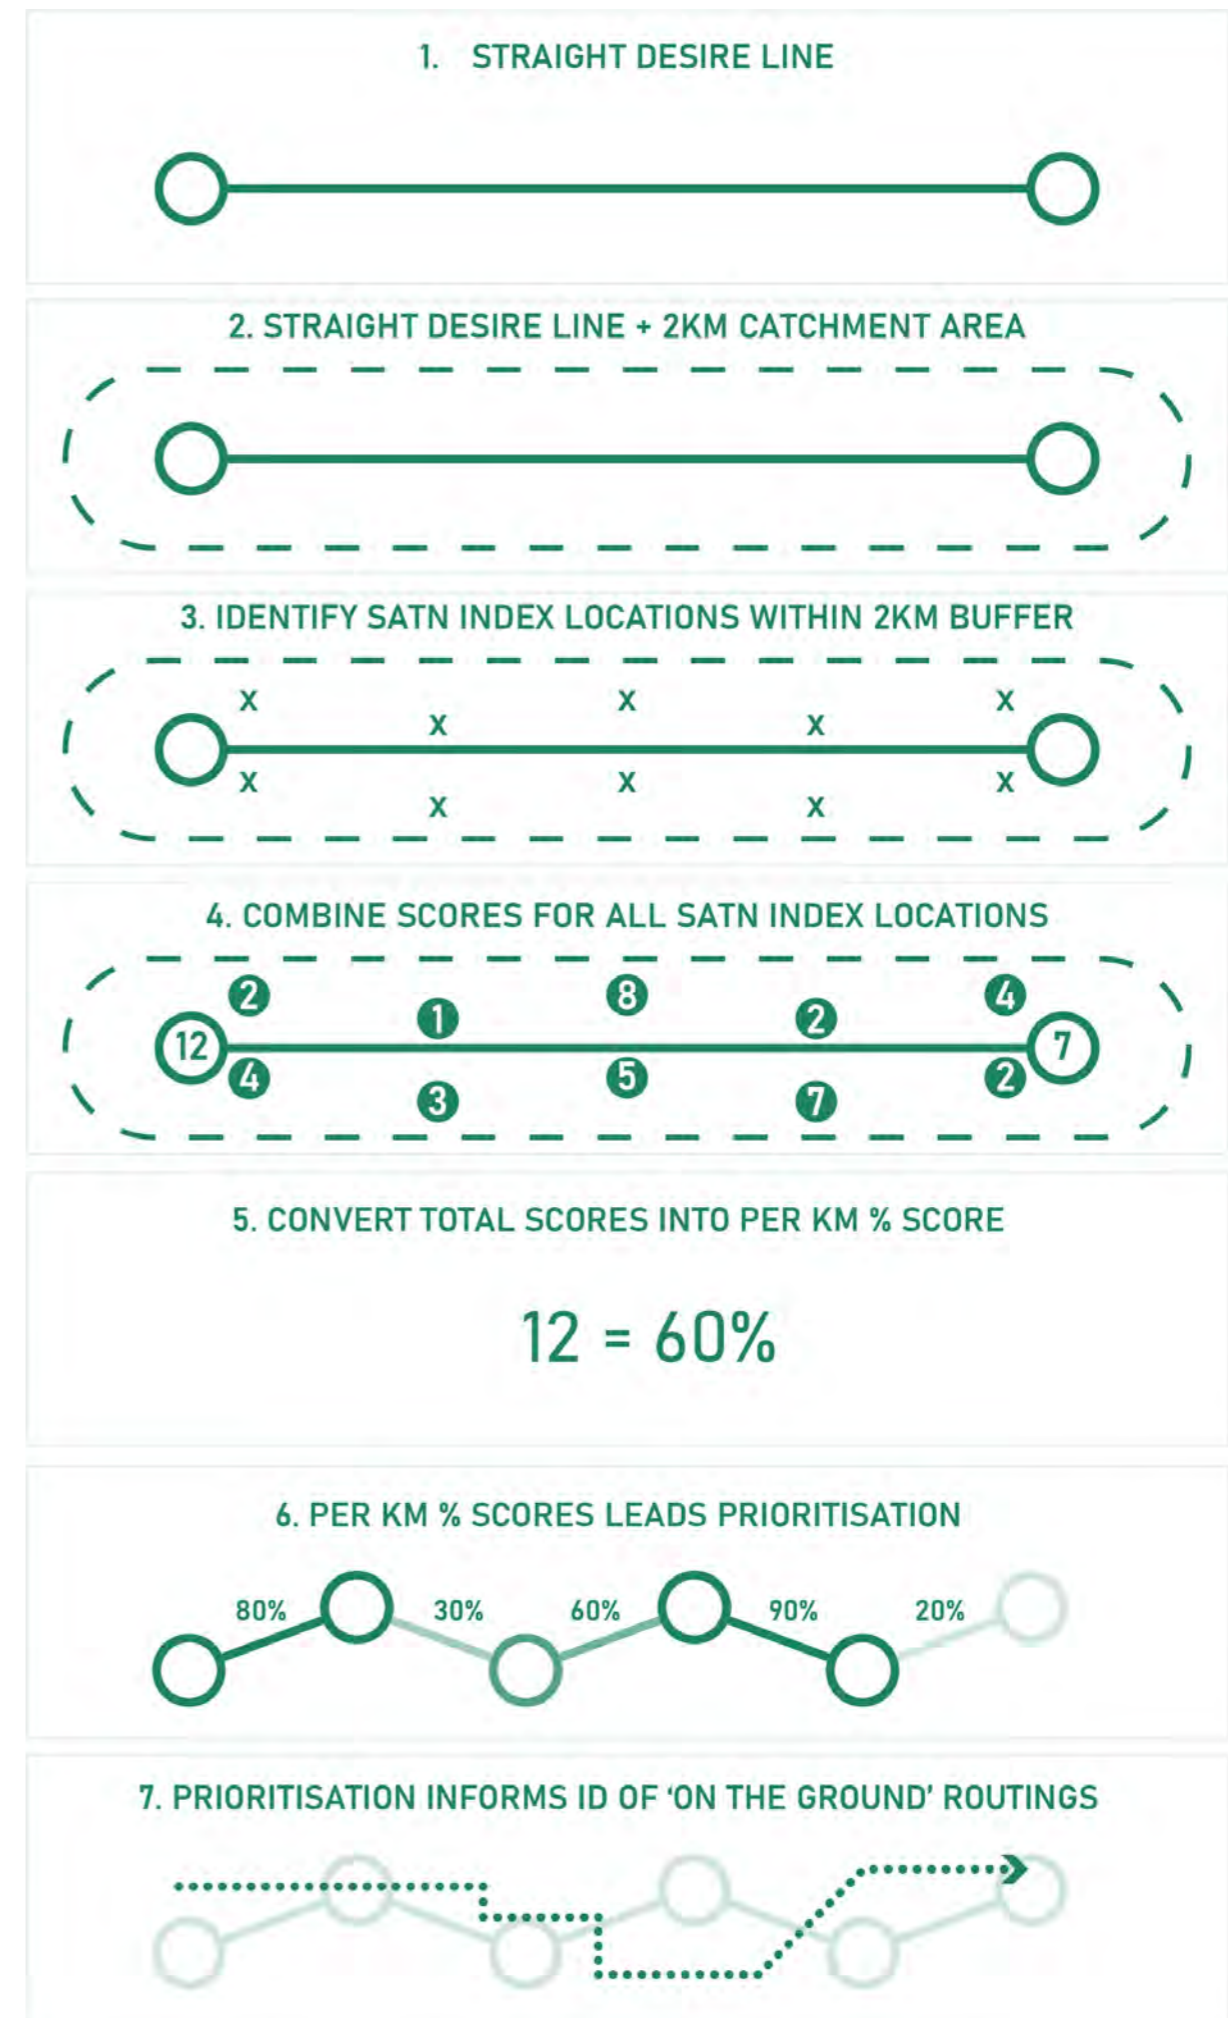 1. STRAIGHT DESIRE LINE
2. STRAIGHT DESIRE LINE + 2KM CATCHMENT AREA
3. IDENTIFY SATN INDEX LOCATIONS WITHIN 2KM BUFFER
X X X X X
X X X X X
4. COMBINE SCORES FOR ALL SATN INDEX LOCATIONS
2 1 8 2 4
12 7
4 3 5 7 2
5. CONVERT TOTAL SCORES INTO PER KM % SCORE
12 = 60%
6. PER KM % SCORES LEADS PRIORITISATION
80% 30% 60% 90% 20%
7. PRIORITISATION INFORMS ID OF ‘ON THE GROUND’ ROUTINGS